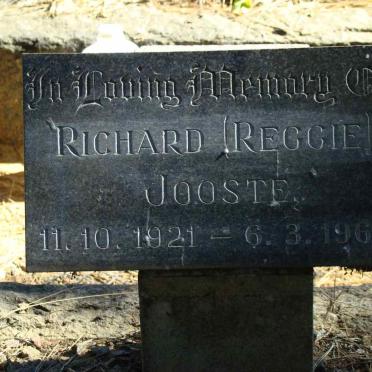 In Loving Memory O
Richard (Reggie)
Jooste.
11.10.1921 – 6.3.196